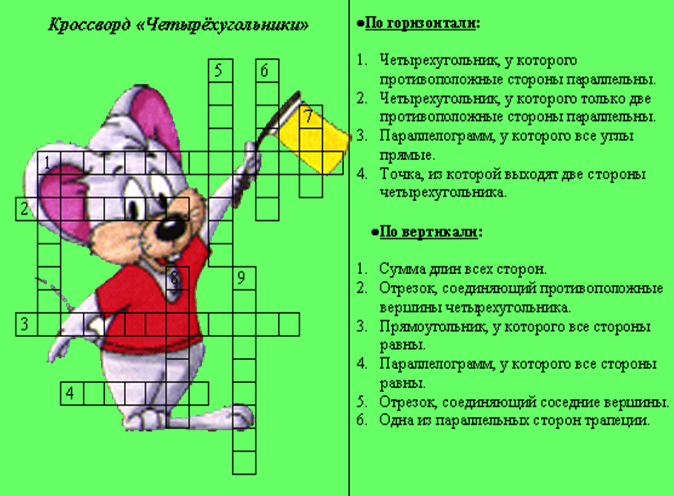 Кроссворд «Четырёхугольники»
5 6
7
1
2
8 9
3
4
●По горизонтали:
1. Четырехугольник, у которого
противоположные стороны параллельны.
2. Четырехугольник, у которого только две
противоположные стороны параллельны.
3. Параллелограмм, у которого все углы
прямые.
4. Точка, из которой выходят две стороны
четырехугольника.
●По вертикали:
1. Сумма длин всех сторон.
2. Отрезок, соединяющий противоположные
вершины четырехугольника.
3. Прямоугольник, у которого все стороны
равны.
4. Параллелограмм, у которого все стороны
равны.
5. Отрезок, соединяющий соседние вершины.
6. Одна из параллельных сторон трапеции.